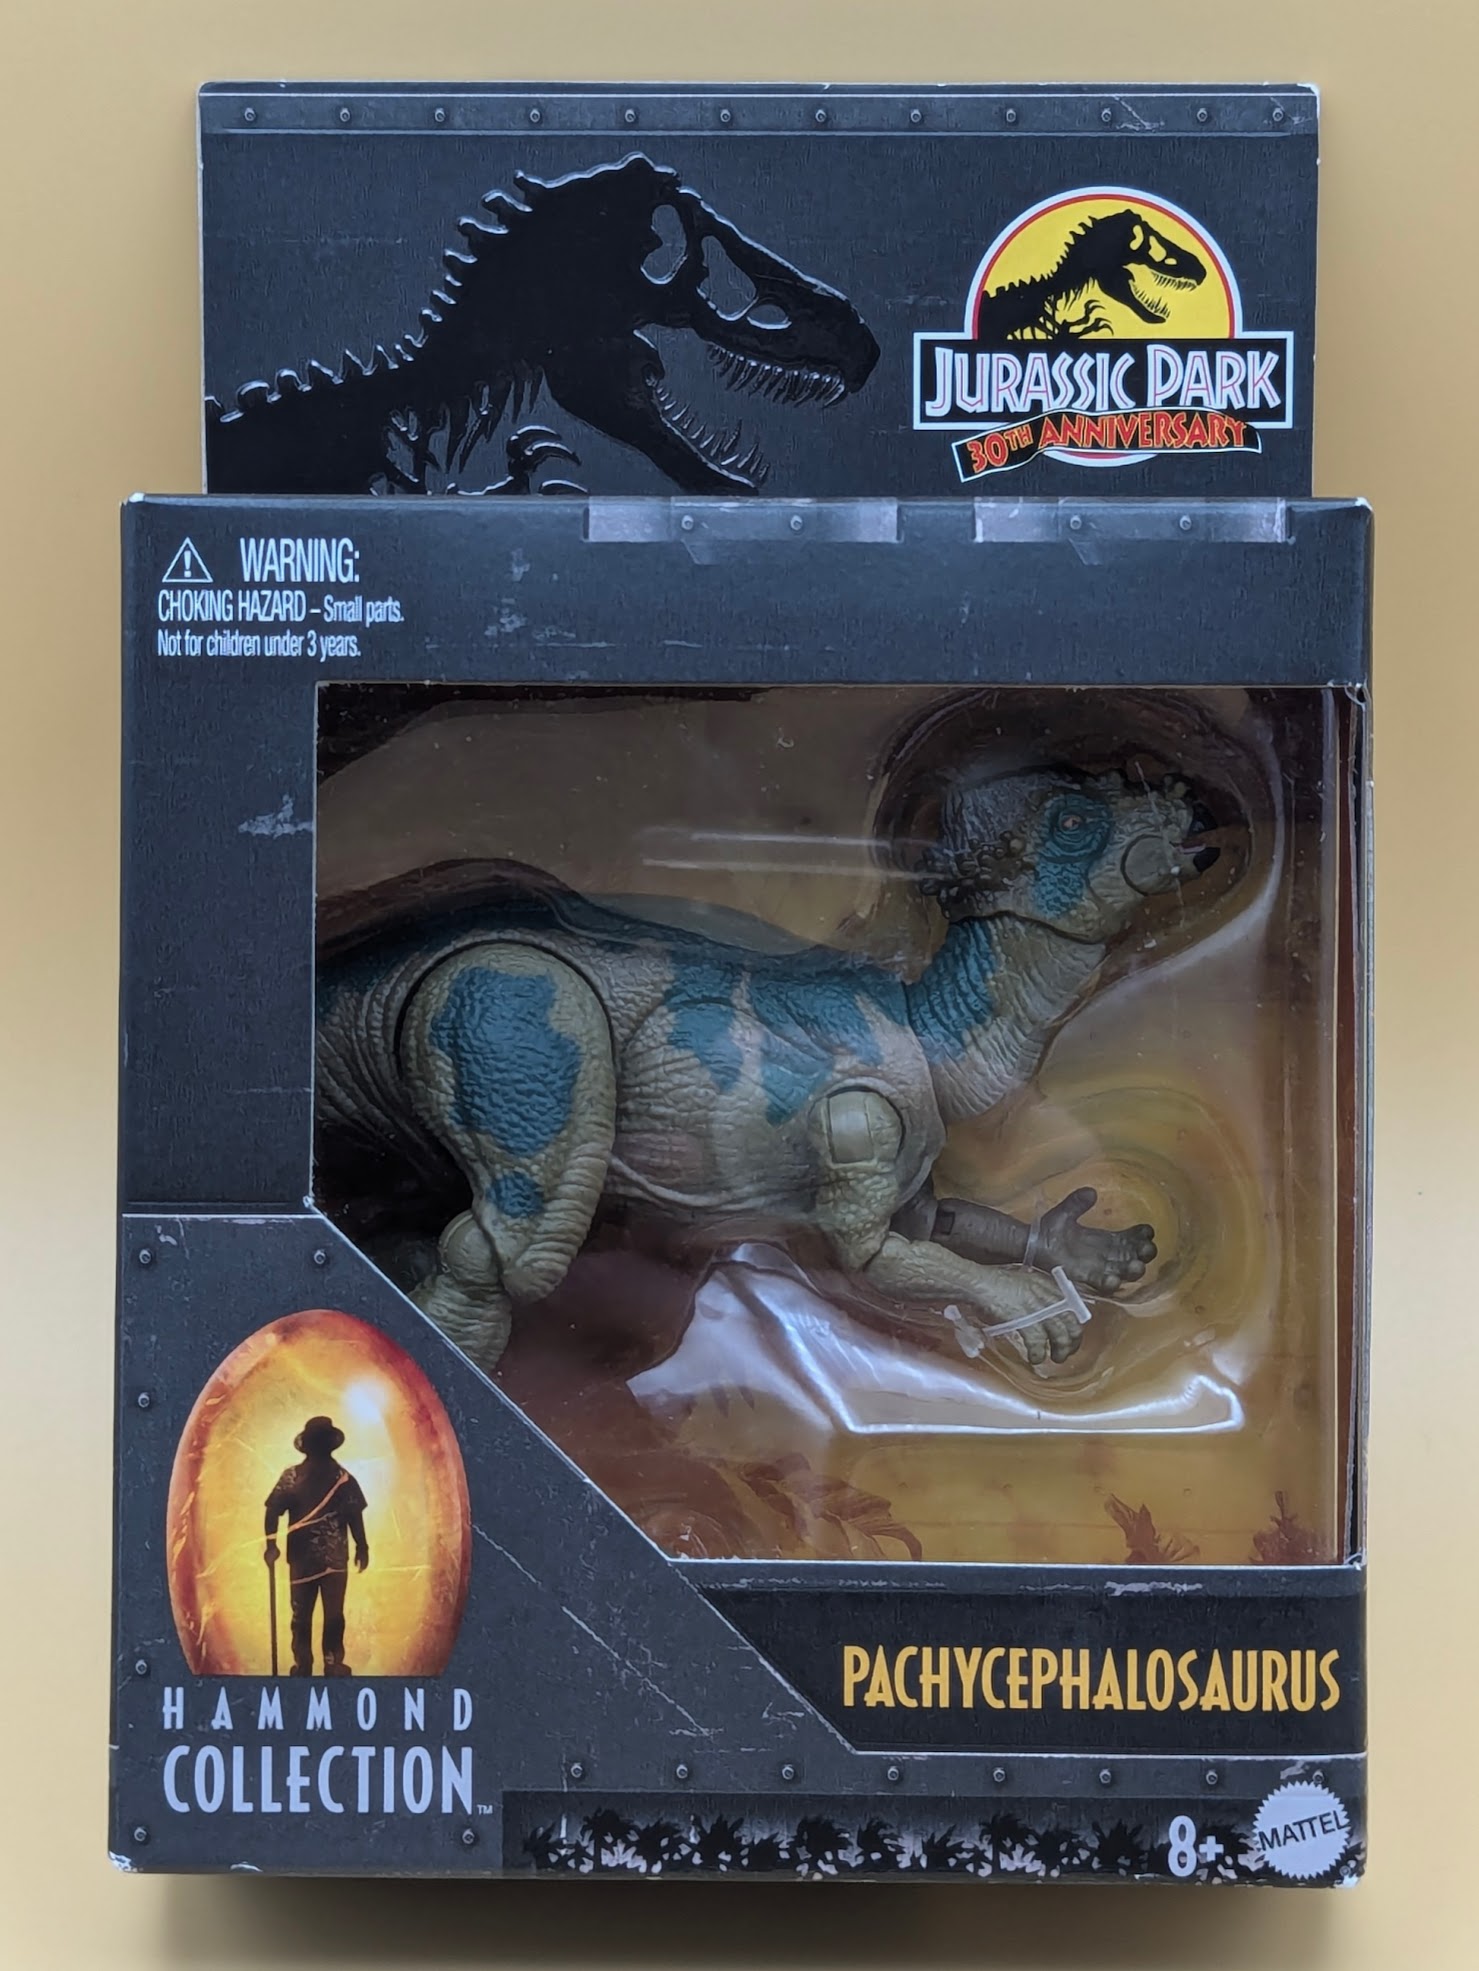 JURASSIC PARK
30TH ANNIVERSARY
WARNING:
CHOKING HAZARD – Small parts.
Not for children under 3 years.
HAMMOND
COLLECTION™
PACHYCEPHALOSAURUS
8+
MATTEL